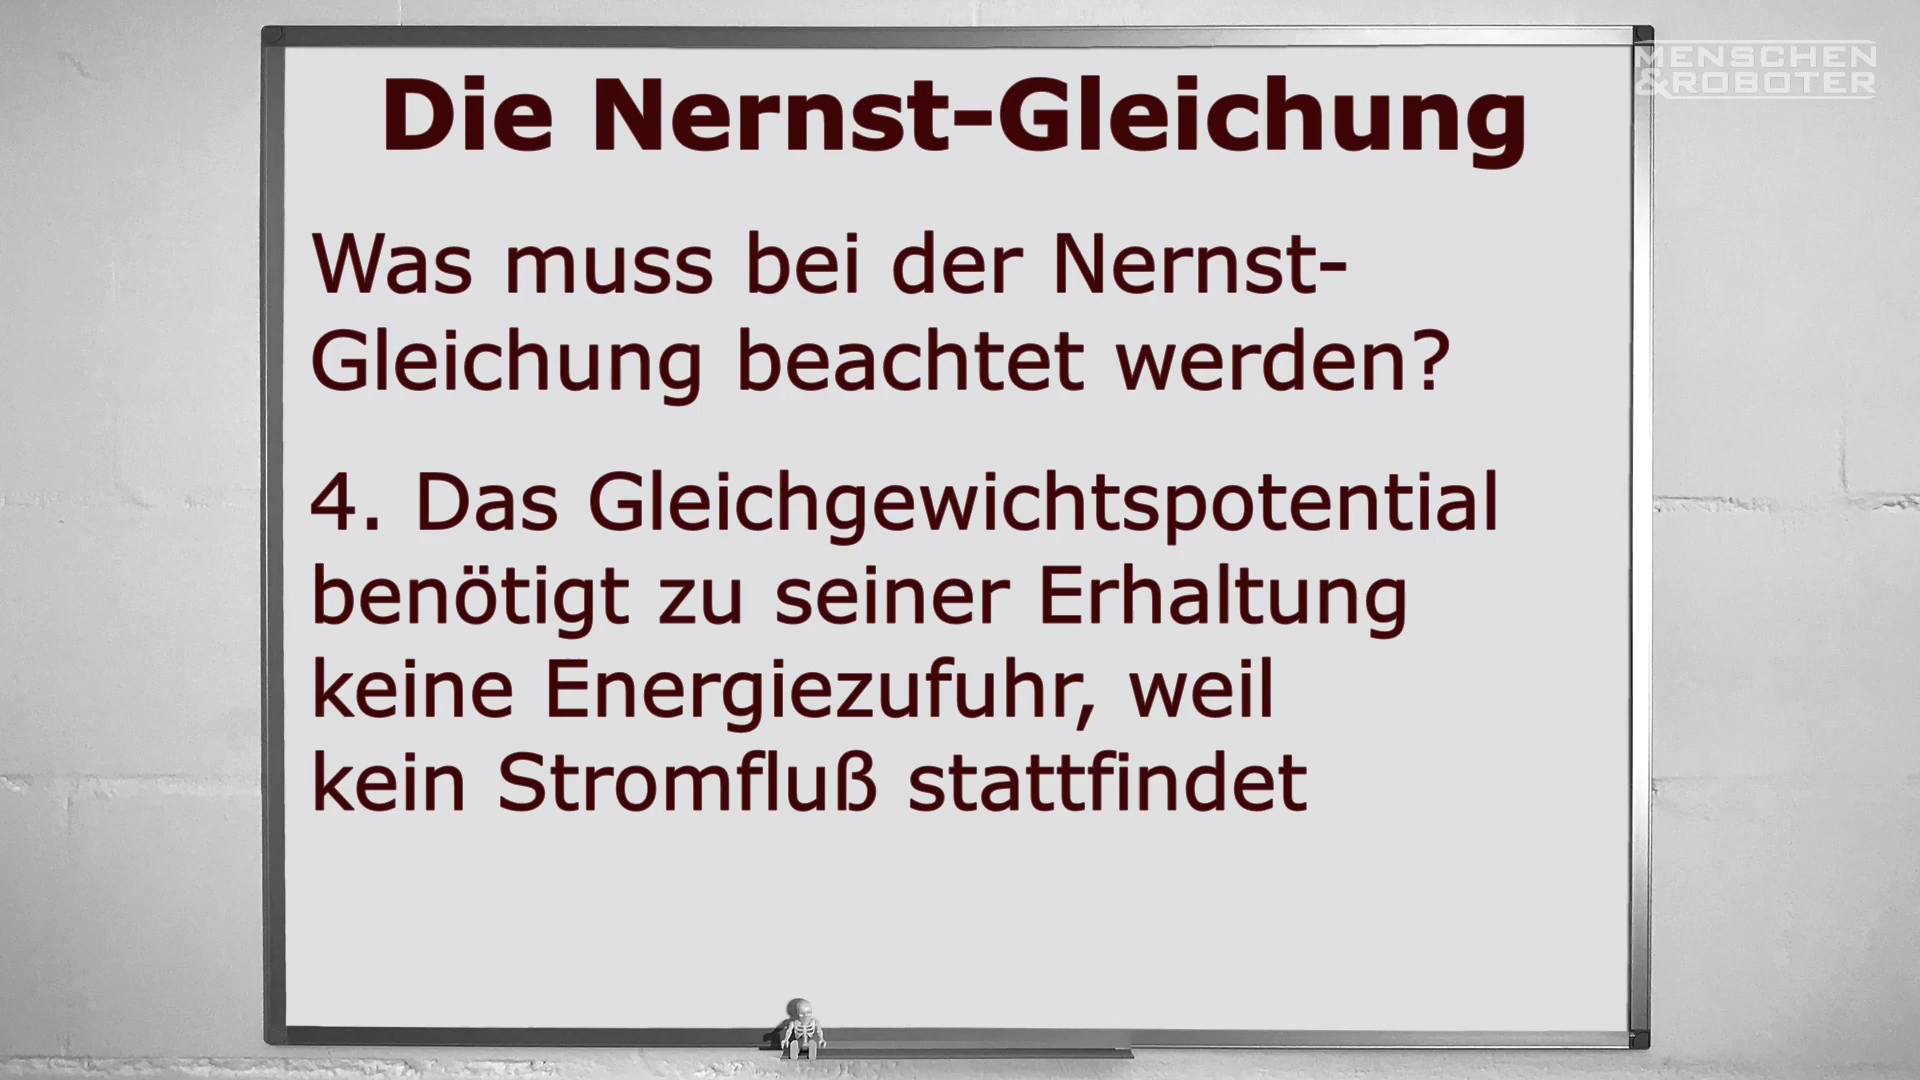 MENSCHEN
&ROBOTER
Die Nernst-Gleichung
Was muss bei der Nernst-
Gleichung beachtet werden?
4. Das Gleichgewichtspotential
benötigt zu seiner Erhaltung
keine Energiezufuhr, weil
kein Stromfluß stattfindet